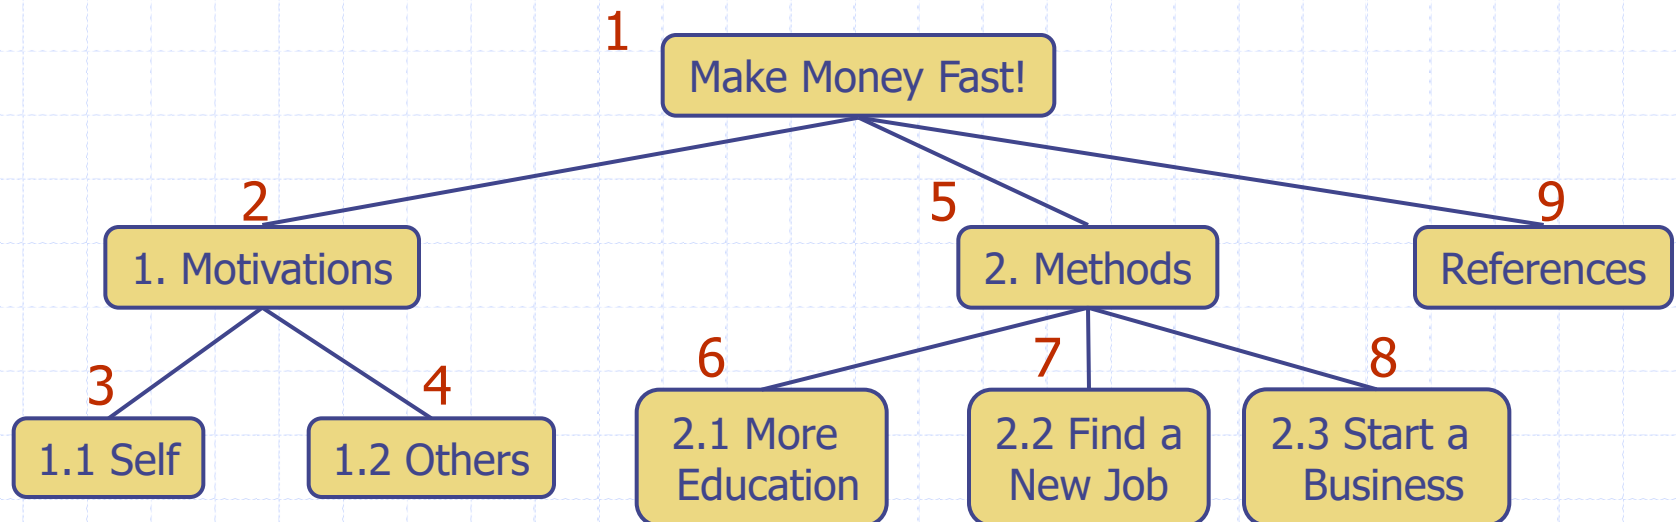 1
Make Money Fast!
2
5
9
1. Motivations
2. Methods
References
3
4
6
7
8
1.1 Self
1.2 Others
2.1 More
Education
2.2 Find a
New Job
2.3 Start a
Business